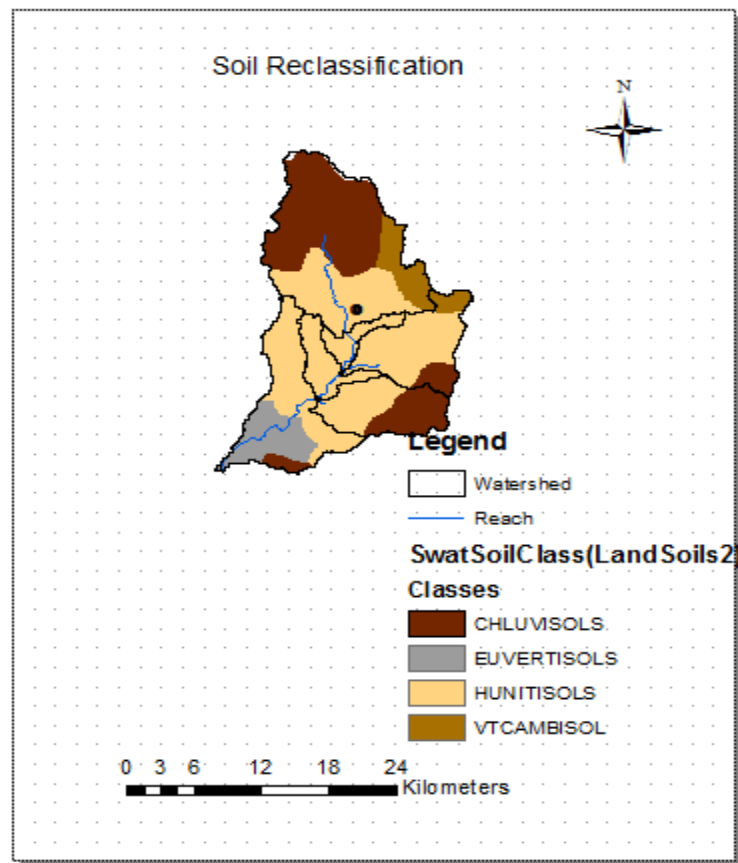 Soil Reclassification
N
Legend
Watershed
Reach
SwatSoilClass(LandSoils2)
Classes
CHLUVISOLS
EUVERTISOLS
HUNITISOLS
VTCAMBISOL
0 3 6 12 18 24
Kilometers